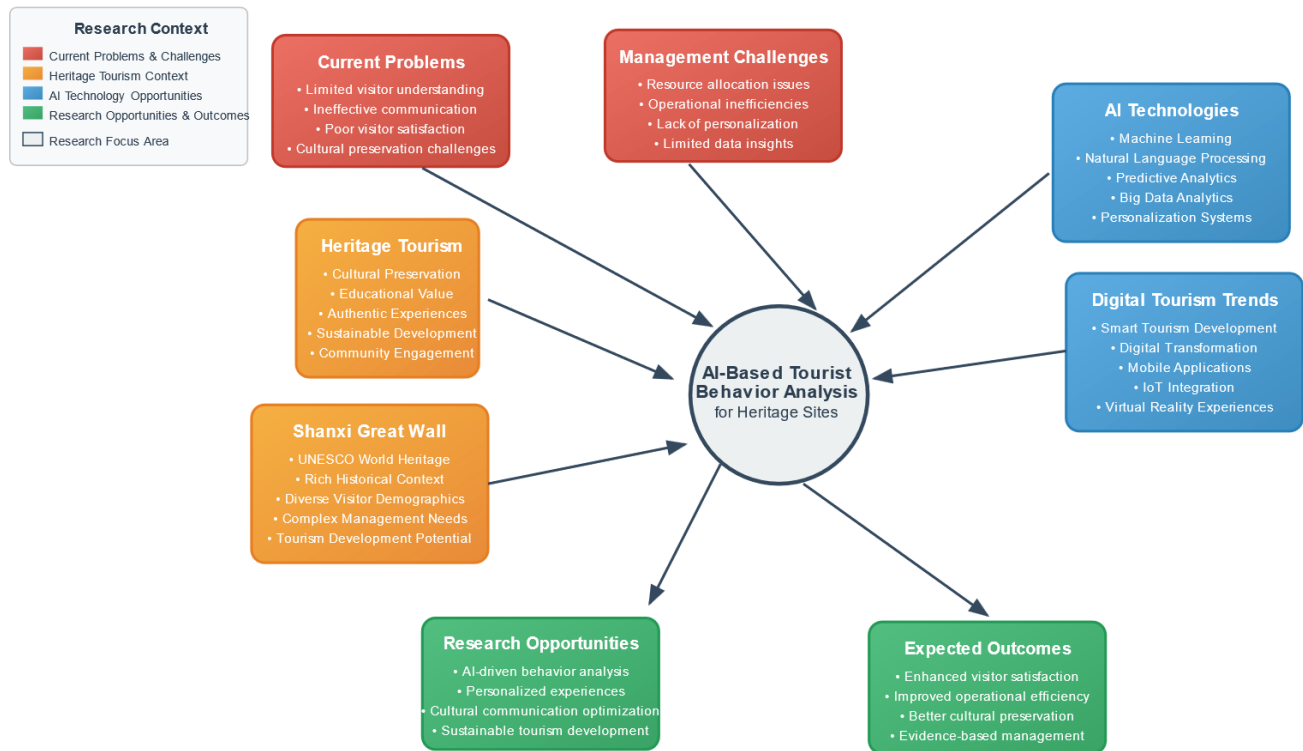 Research Context
Current Problems & Challenges
Heritage Tourism Context
AI Technology Opportunities
Research Opportunities & Outcomes
Research Focus Area
Current Problems
• Limited visitor understanding
• Ineffective communication
• Poor visitor satisfaction
• Cultural preservation challenges
Management Challenges
• Resource allocation issues
• Operational inefficiencies
• Lack of personalization
• Limited data insights
AI Technologies
• Machine Learning
• Natural Language Processing
• Predictive Analytics
• Big Data Analytics
• Personalization Systems
Heritage Tourism
• Cultural Preservation
• Educational Value
• Authentic Experiences
• Sustainable Development
• Community Engagement
Digital Tourism Trends
• Smart Tourism Development
• Digital Transformation
• Mobile Applications
• IoT Integration
• Virtual Reality Experiences
AI-Based Tourist
Behavior Analysis
for Heritage Sites
Shanxi Great Wall
• UNESCO World Heritage
• Rich Historical Context
• Diverse Visitor Demographics
• Complex Management Needs
• Tourism Development Potential
Research Opportunities
• AI-driven behavior analysis
• Personalized experiences
• Cultural communication optimization
• Sustainable tourism development
Expected Outcomes
• Enhanced visitor satisfaction
• Improved operational efficiency
• Better cultural preservation
• Evidence-based management